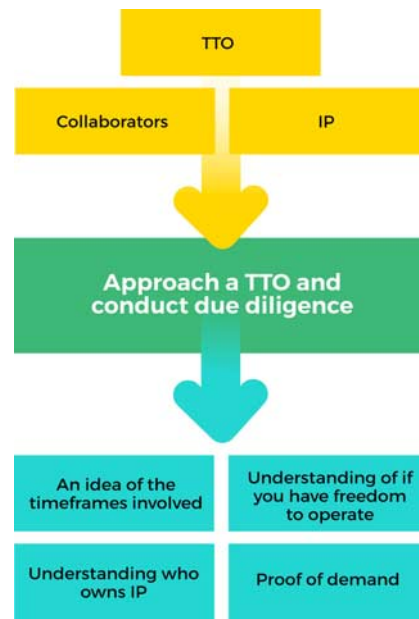 TTO
Collaborators
IP
Approach a TTO and
conduct due diligence
An idea of the
timeframes involved
Understanding of if
you have freedom
to operate
Understanding who
owns IP
Proof of demand